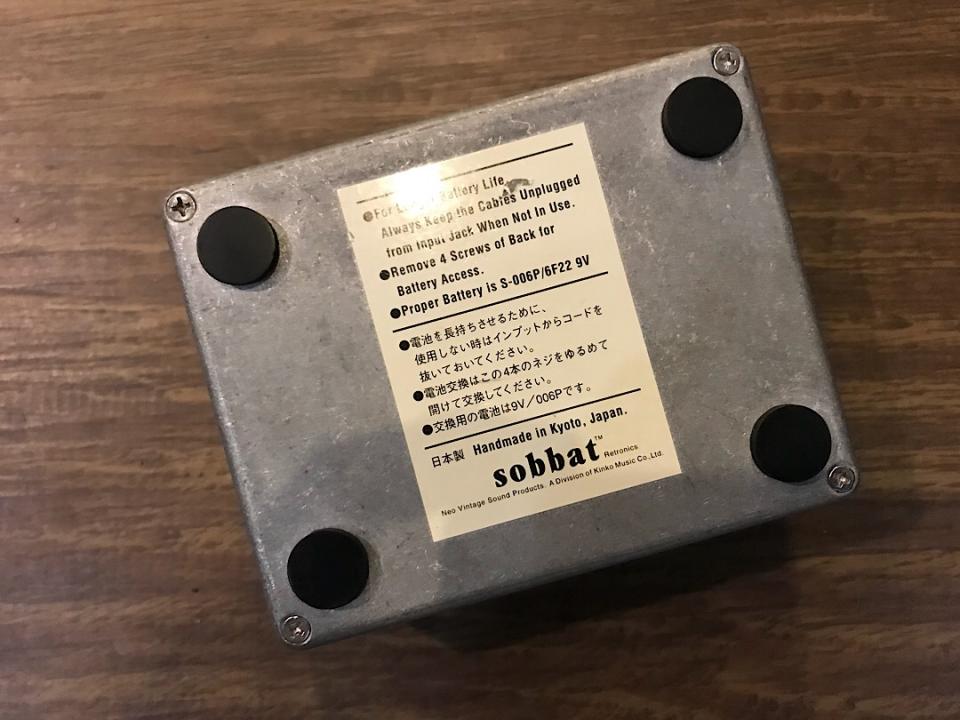 ●For Battery Life,
Always Keep the Cables Unplugged
from Input Jack When Not In Use.
●Remove 4 Screws of Back for
Battery Access.
●Proper Battery is S-006P/6F22 9V
●電池を長持ちさせるために、
使用しない時はインプットからコードを
抜いておいてください。
●電池交換はこの4本のネジをゆるめて
開けて交換してください。
●交換用の電池は9V／006Pです。
日本製 Handmade in Kyoto, Japan.
sobbat™ Retronics
Neo Vintage Sound Products. A Division of Kinko Music Co.,Ltd.